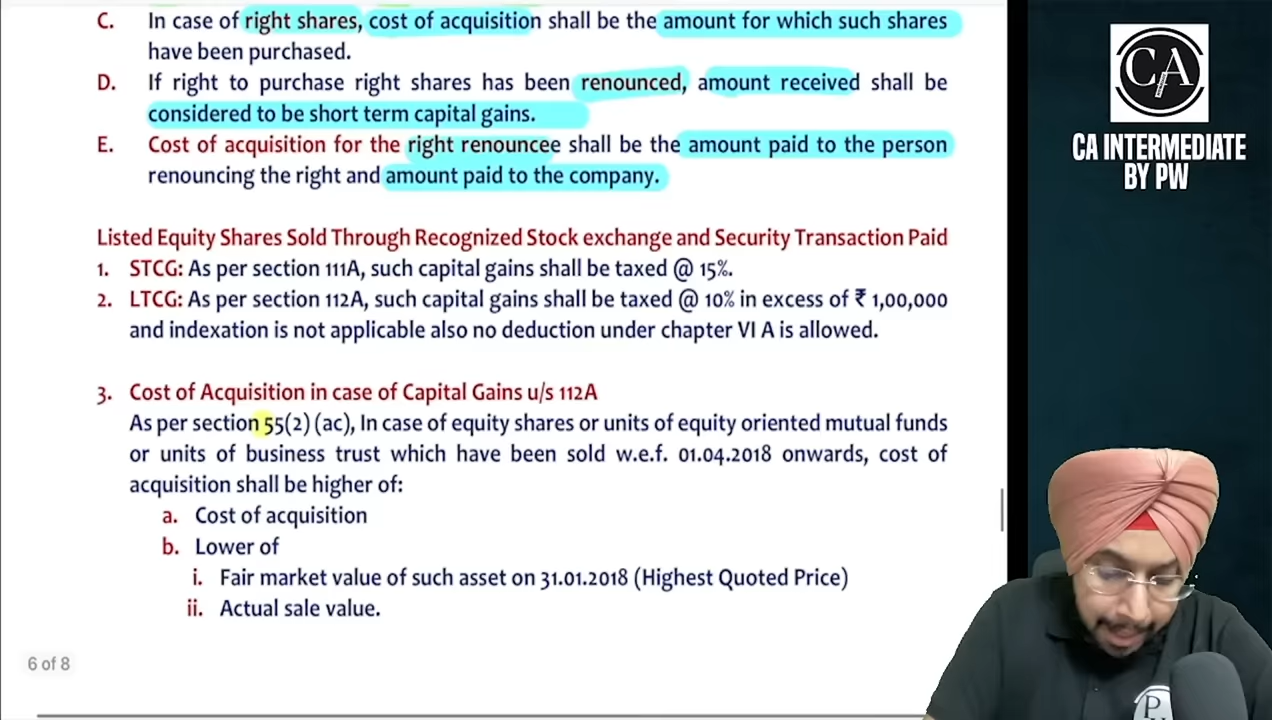 C. In case of right shares, cost of acquisition shall be the amount for which such shares
have been purchased.
D. If right to purchase right shares has been renounced, amount received shall be
considered to be short term capital gains.
E. Cost of acquisition for the right renouncee shall be the amount paid to the person
renouncing the right and amount paid to the company.
Listed Equity Shares Sold Through Recognized Stock exchange and Security Transaction Paid
1. STCG: As per section 111A, such capital gains shall be taxed @ 15%.
2. LTCG: As per section 112A, such capital gains shall be taxed @ 10% in excess of ₹ 1,00,000
and indexation is not applicable also no deduction under chapter VI A is allowed.
3. Cost of Acquisition in case of Capital Gains u/s 112A
As per section 55(2) (ac), In case of equity shares or units of equity oriented mutual funds
or units of business trust which have been sold w.e.f. 01.04.2018 onwards, cost of
acquisition shall be higher of:
a. Cost of acquisition
b. Lower of
i. Fair market value of such asset on 31.01.2018 (Highest Quoted Price)
ii. Actual sale value.
6 of 8
CA
CA INTERMEDIATE
BY PW
P